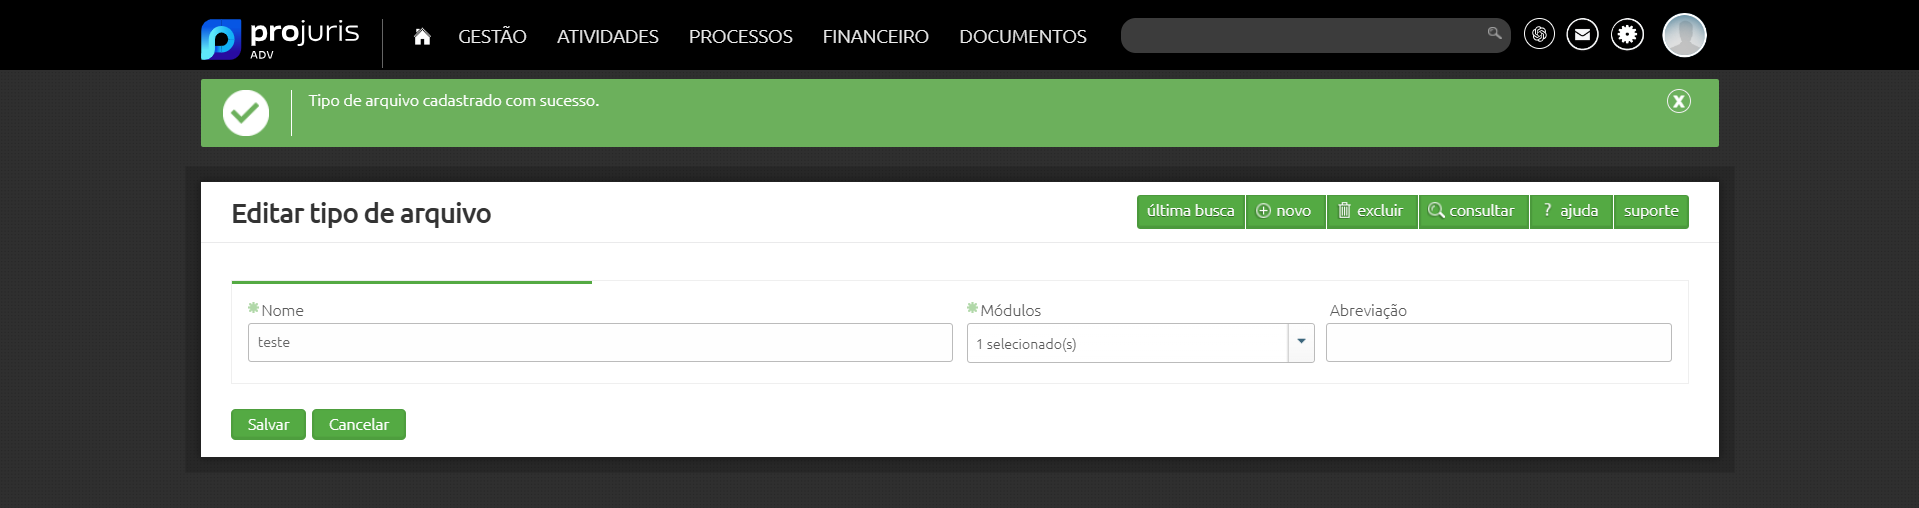 projuris
ADV
GESTÃO ATIVIDADES PROCESSOS FINANCEIRO DOCUMENTOS
Tipo de arquivo cadastrado com sucesso.
Editar tipo de arquivo
última busca novo excluir consultar ? ajuda suporte
Nome Módulos Abreviação
teste 1 selecionado(s)
Salvar Cancelar